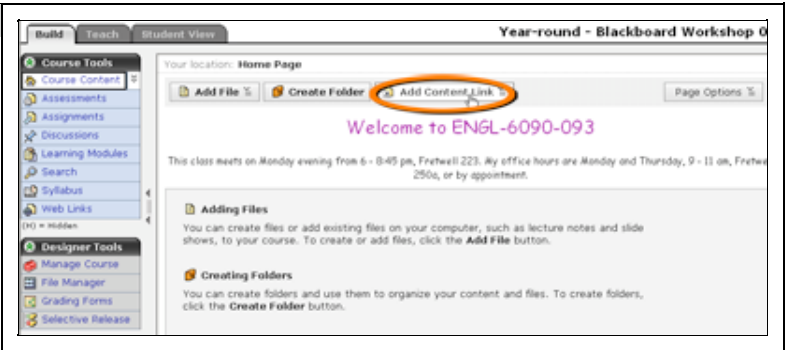 Build Teach Student View
Year-round - Blackboard Workshop 0
Course Tools
Course Content
Assessments
Assignments
Discussions
Learning Modules
Search
Syllabus
Web Links
(H) = Hidden
Designer Tools
Manage Course
File Manager
Grading Forms
Selective Release
Your location: Home Page
Add File Create Folder Add Content Link Page Options
Welcome to ENGL-6090-093
This class meets on Monday evening from 6 - 8:45 pm, Fretwell 223. My office hours are Monday and Thursday, 9 - 11 am, Fretwe
250a, or by appointment.
Adding Files
You can create files or add existing files on your computer, such as lecture notes and slide
shows, to your course. To create or add files, click the Add File button.
Creating Folders
You can create folders and use them to organize your content and files. To create folders,
click the Create Folder button.